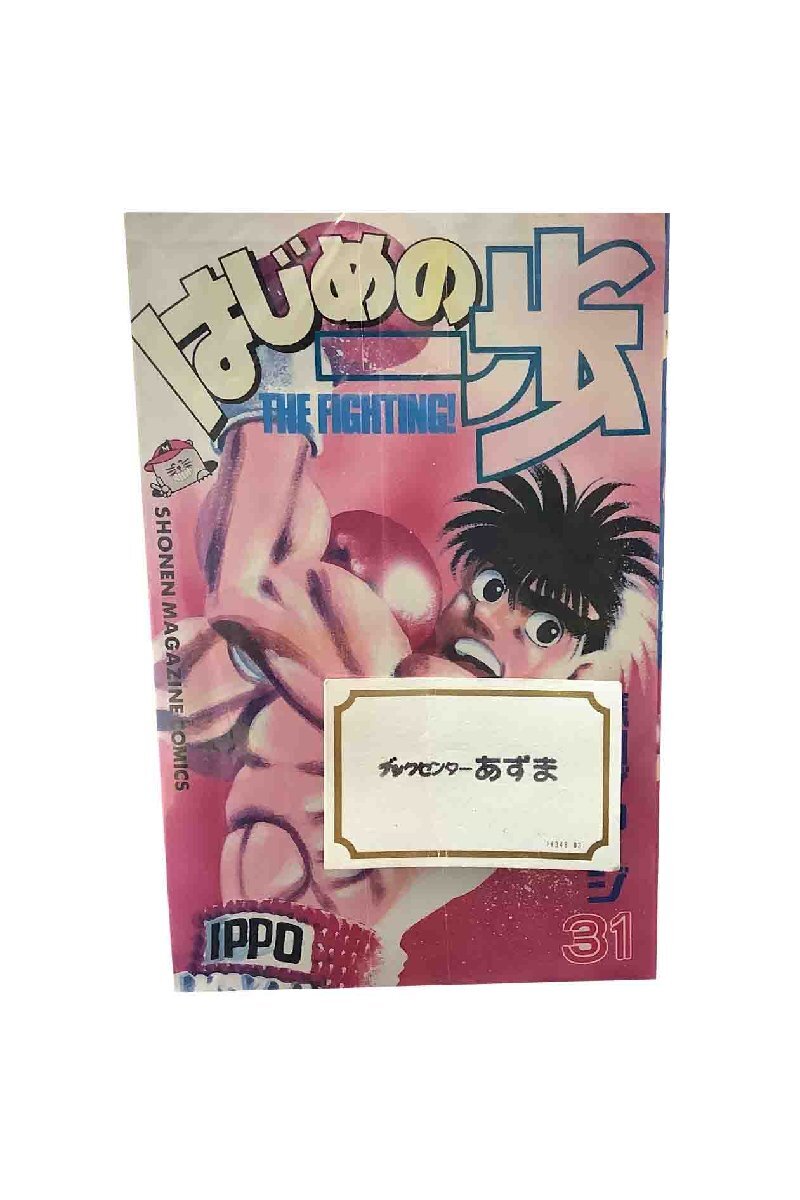 はじめの一歩
THE FIGHTING!
M
SHONEN MAGAZINE COMICS
ブックセンター あずま
ジ
IPPO
31